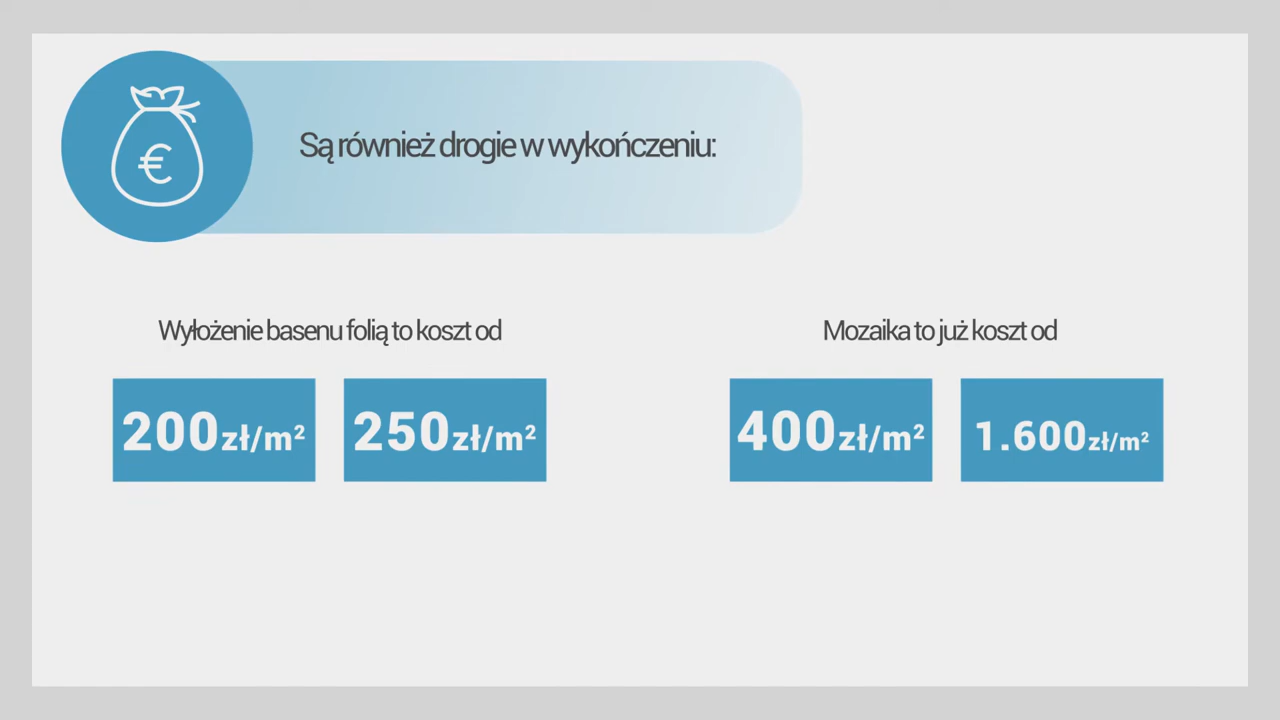 €
Są również drogie w wykończeniu:
Wyłożenie basenu folią to koszt od
200zł/m² 250zł/m²
Mozaika to już koszt od
400zł/m² 1.600zł/m²